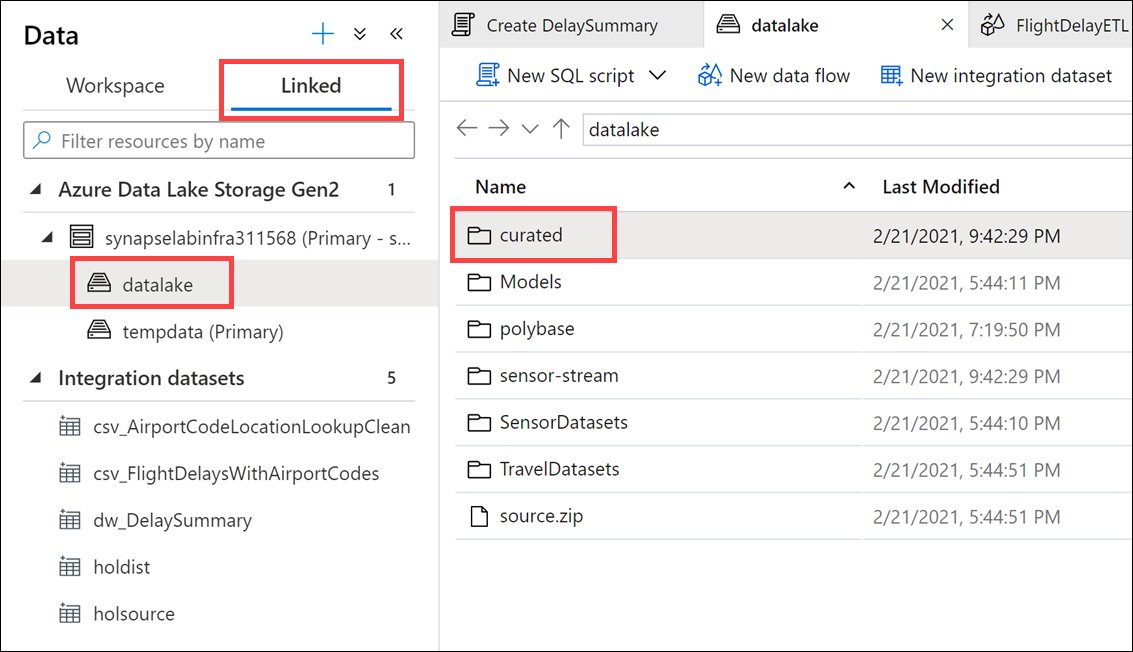 Data
Workspace
Linked
Filter resources by name
Azure Data Lake Storage Gen2 1
synapselabinfra311568 (Primary - s...
datalake
tempdata (Primary)
Integration datasets 5
csv_AirportCodeLocationLookupClean
csv_FlightDelaysWithAirportCodes
dw_DelaySummary
holdist
holsource
Create DelaySummary
datalake
FlightDelayETL
New SQL script
New data flow
New integration dataset
datalake
Name Last Modified
curated 2/21/2021, 9:42:29 PM
Models 2/21/2021, 5:44:11 PM
polybase 2/21/2021, 7:19:50 PM
sensor-stream 2/21/2021, 9:42:29 PM
SensorDatasets 2/21/2021, 5:44:10 PM
TravelDatasets 2/21/2021, 5:44:51 PM
source.zip 2/21/2021, 5:44:51 PM